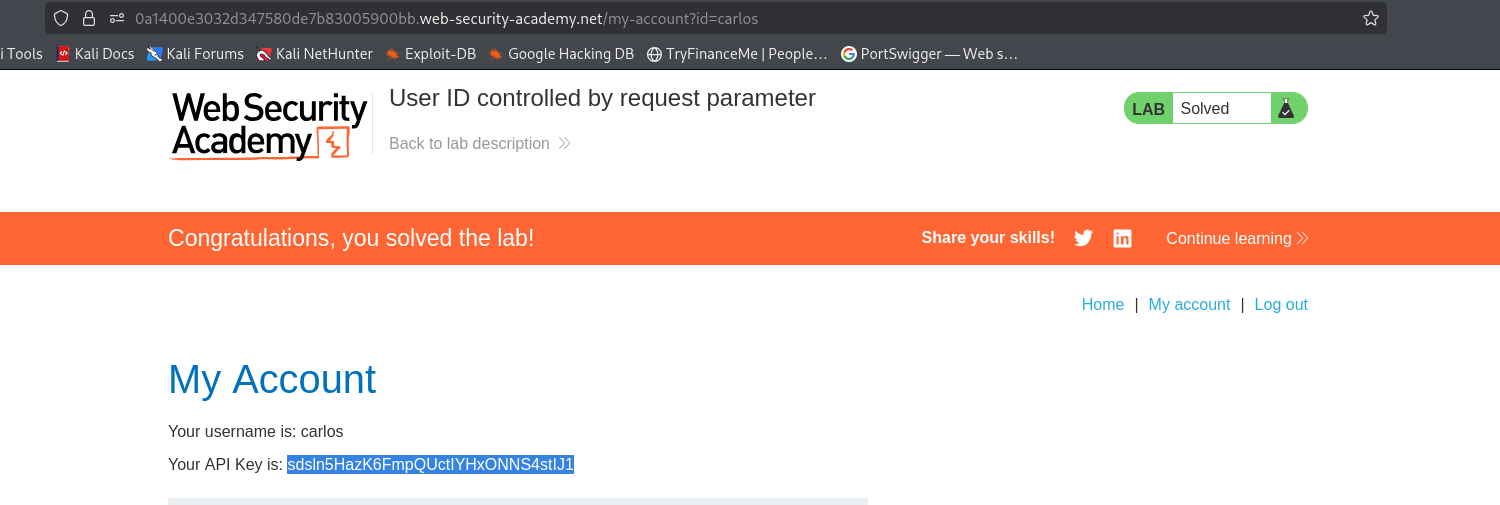 0a1400e3032d347580de7b83005900bb.web-security-academy.net/my-account?id=carlos
i Tools Kali Docs Kali Forums Kali NetHunter Exploit-DB Google Hacking DB TryFinanceMe | People… PortSwigger — Web s…
Web Security
Academy
User ID controlled by request parameter
Back to lab description
LAB Solved
Congratulations, you solved the lab!
Share your skills!
Continue learning
Home | My account | Log out
My Account
Your username is: carlos
Your API Key is: sdsln5HazK6FmpQUctIYHxONNS4stIJ1